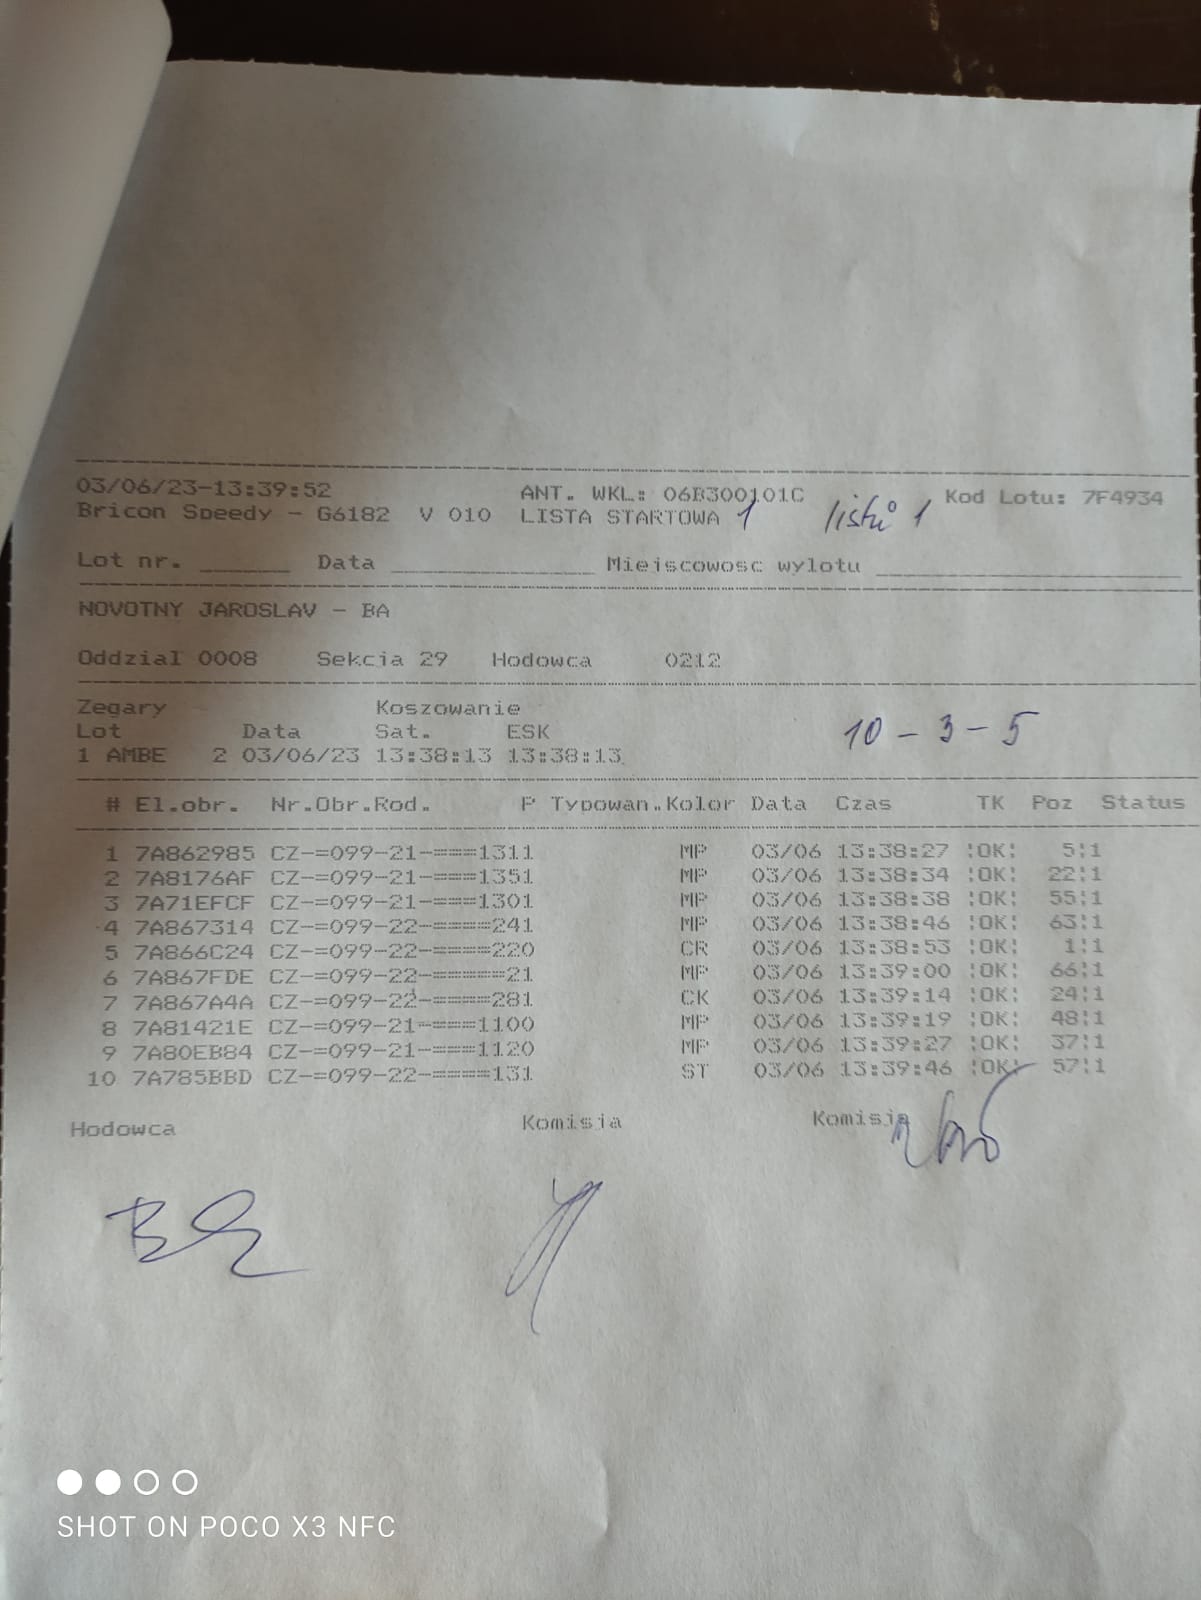 03/06/23-13:39:52 ANT. WKL: 06B300101C Kod Lotu: 7F4934
Bricon Speedy - G6182 V 010 LISTA STARTOWA 1 listů 1
Lot nr. ______ Data ______________ Miejscowosc wylotu ____________________
NOVOTNY JAROSLAV - BA
Oddzial 0008 Sekcja 29 Hodowca 0212
Zegary Koszowanie
Lot Data Sat. ESK
10 - 3 - 5
1 AMBE 2 03/06/23 13:38:13 13:38:13
# El.obr. Nr.Obr.Rod. P Typowan.Kolor Data Czas TK Poz Status
1 7A862985 CZ-=099-21-===1311 MP 03/06 13:38:27 ¦OK¦ 5¦1
2 7A8176AF CZ-=099-21-===1351 MP 03/06 13:38:34 ¦OK¦ 22¦1
3 7A71EFCF CZ-=099-21-===1301 MP 03/06 13:38:38 ¦OK¦ 55¦1
4 7A867314 CZ-=099-22-====241 MP 03/06 13:38:46 ¦OK¦ 63¦1
5 7A866C24 CZ-=099-22-====220 CR 03/06 13:38:53 ¦OK¦ 1¦1
6 7A867FDE CZ-=099-22-=====21 MP 03/06 13:39:00 ¦OK¦ 66¦1
7 7A867A4A CZ-=099-22-====281 CK 03/06 13:39:14 ¦OK¦ 24¦1
8 7A81421E CZ-=099-21-===1100 MP 03/06 13:39:19 ¦OK¦ 48¦1
9 7A80EB84 CZ-=099-21-===1120 MP 03/06 13:39:27 ¦OK¦ 37¦1
10 7A785BBD CZ-=099-22-====131 ST 03/06 13:39:46 ¦OK¦ 57¦1
Hodowca Komisja Komisja
SHOT ON POCO X3 NFC